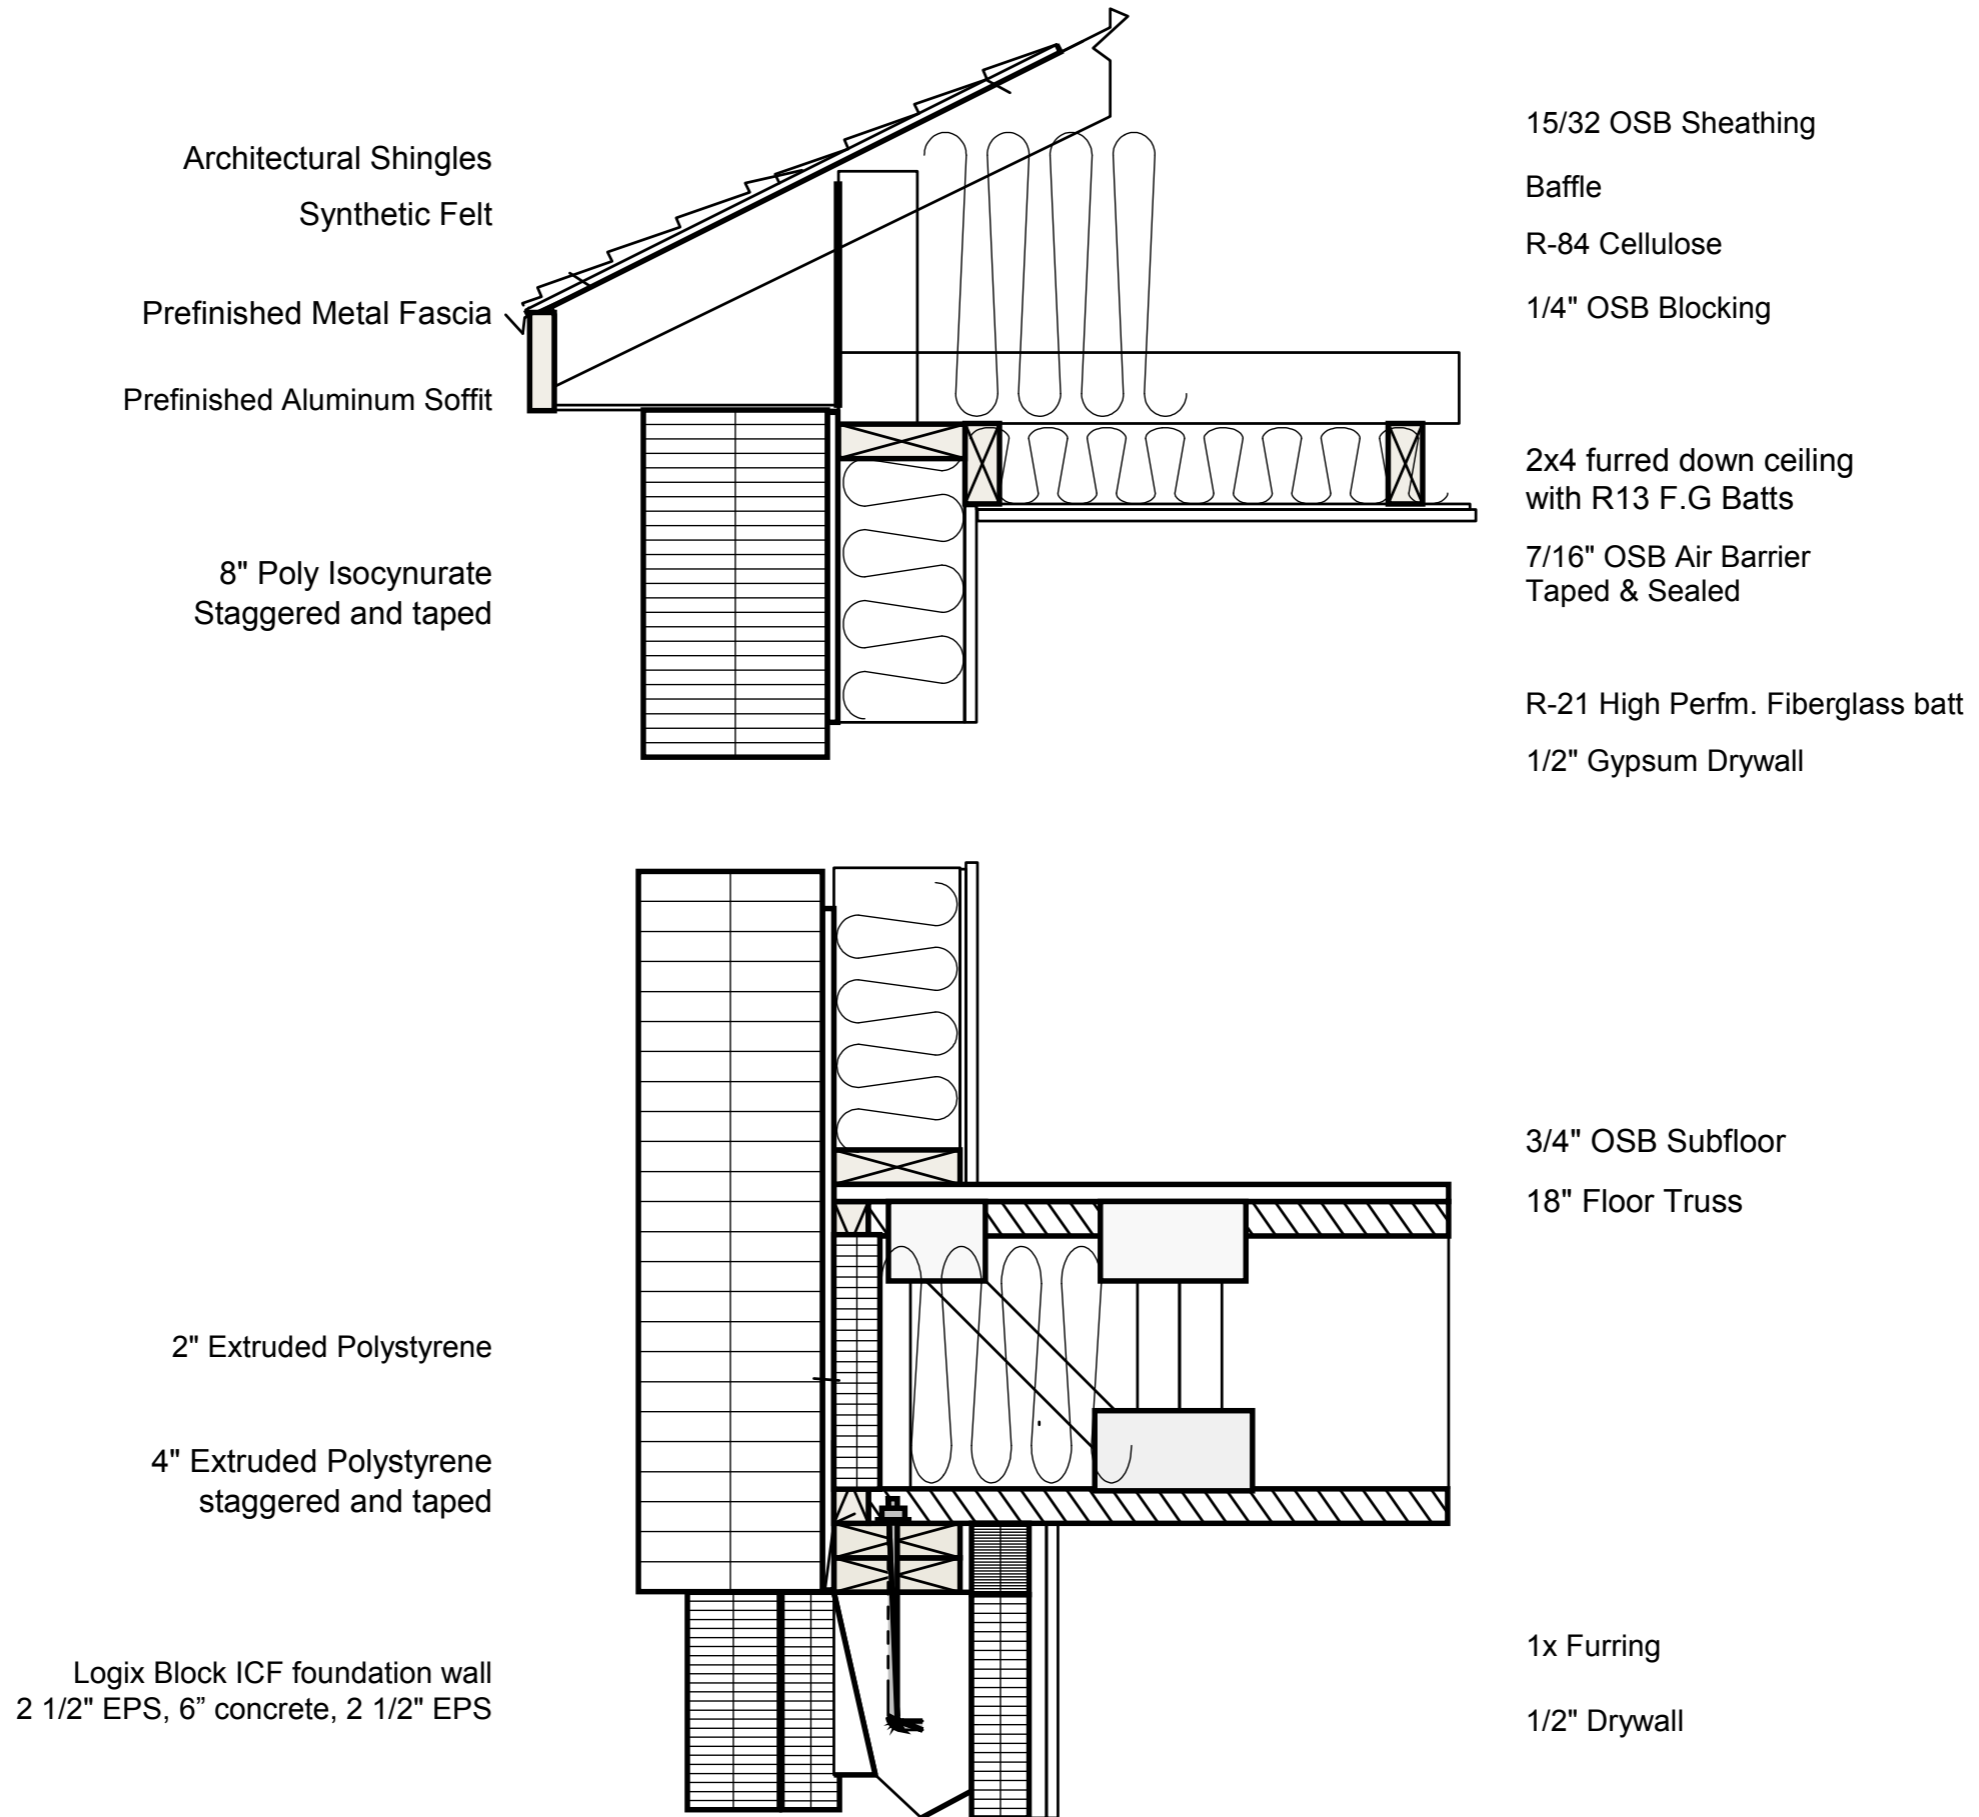 Architectural Shingles
Synthetic Felt
Prefinished Metal Fascia
Prefinished Aluminum Soffit
8" Poly Isocynurate
Staggered and taped
15/32 OSB Sheathing
Baffle
R-84 Cellulose
1/4" OSB Blocking
2x4 furred down ceiling
with R13 F.G Batts
7/16" OSB Air Barrier
Taped & Sealed
R-21 High Perfm. Fiberglass batt
1/2" Gypsum Drywall
2" Extruded Polystyrene
4" Extruded Polystyrene
staggered and taped
Logix Block ICF foundation wall
2 1/2" EPS, 6” concrete, 2 1/2" EPS
3/4" OSB Subfloor
18" Floor Truss
1x Furring
1/2" Drywall